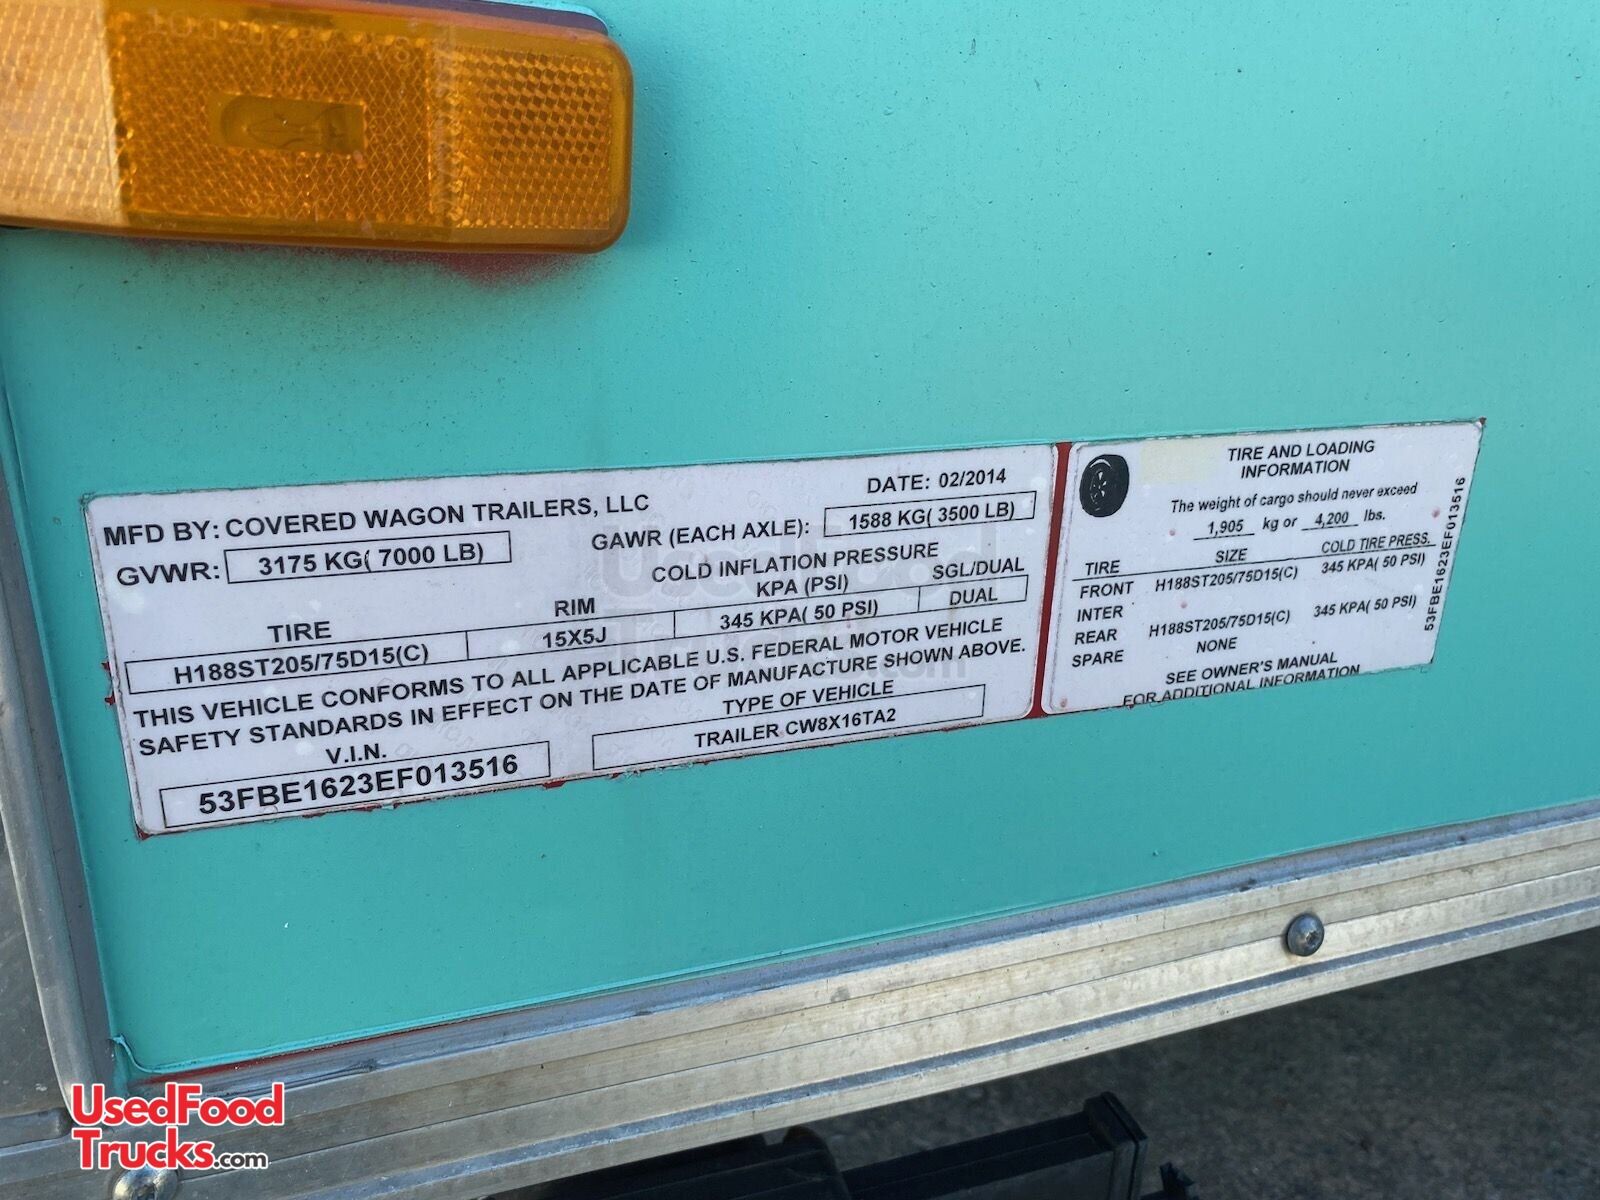 MFD BY: COVERED WAGON TRAILERS, LLC
DATE: 02/2014
GVWR: 3175 KG( 7000 LB)
GAWR (EACH AXLE): 1588 KG( 3500 LB)
COLD INFLATION PRESSURE
TIRE RIM KPA (PSI) SGL/DUAL
H188ST205/75D15(C) 15X5J 345 KPA( 50 PSI) DUAL
THIS VEHICLE CONFORMS TO ALL APPLICABLE U.S. FEDERAL MOTOR VEHICLE
SAFETY STANDARDS IN EFFECT ON THE DATE OF MANUFACTURE SHOWN ABOVE.
V.I.N. TYPE OF VEHICLE
53FBE1623EF013516 TRAILER CW8X16TA2
TIRE AND LOADING
INFORMATION
The weight of cargo should never exceed
1,905 kg or 4,200 lbs.
TIRE SIZE COLD TIRE PRESS.
FRONT H188ST205/75D15(C) 345 KPA( 50 PSI)
INTER
REAR H188ST205/75D15(C) 345 KPA( 50 PSI)
SPARE NONE
SEE OWNER'S MANUAL
FOR ADDITIONAL INFORMATION
53FBE1623EF013516
UsedFood
Trucks.com